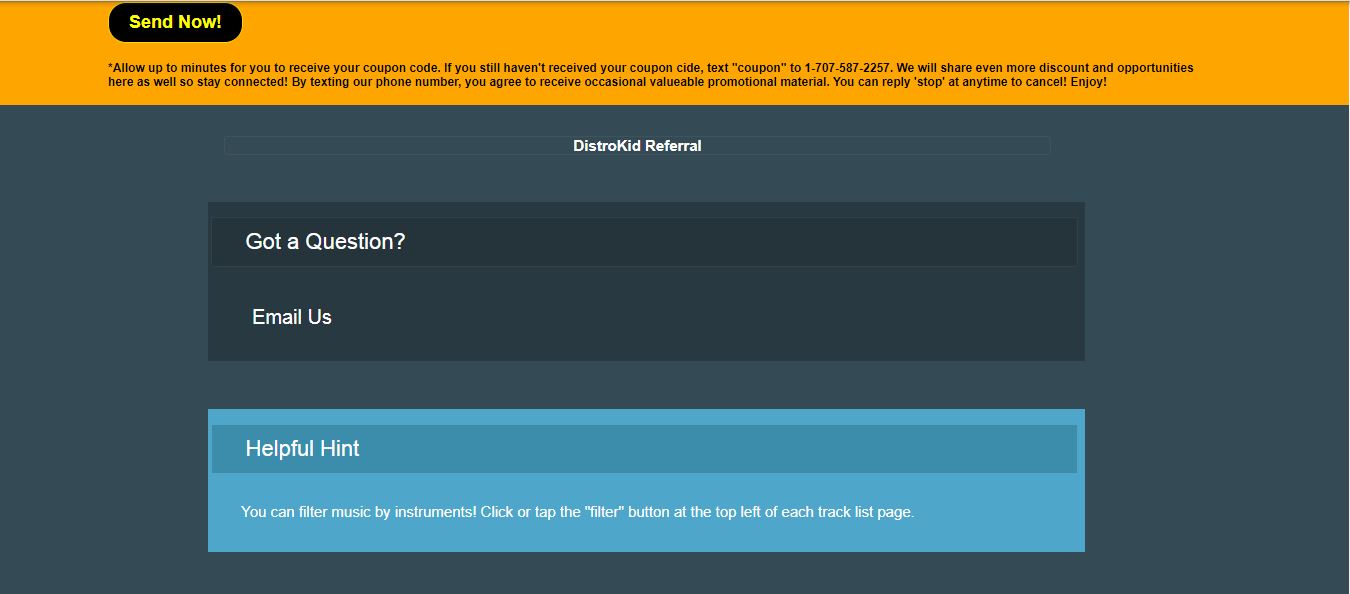 Send Now!
*Allow up to minutes for you to receive your coupon code. If you still haven't received your coupon cide, text "coupon" to 1-707-587-2257. We will share even more discount and opportunities
here as well so stay connected! By texting our phone number, you agree to receive occasional valueable promotional material. You can reply 'stop' at anytime to cancel! Enjoy!
DistroKid Referral
Got a Question?
Email Us
Helpful Hint
You can filter music by instruments! Click or tap the "filter" button at the top left of each track list page.